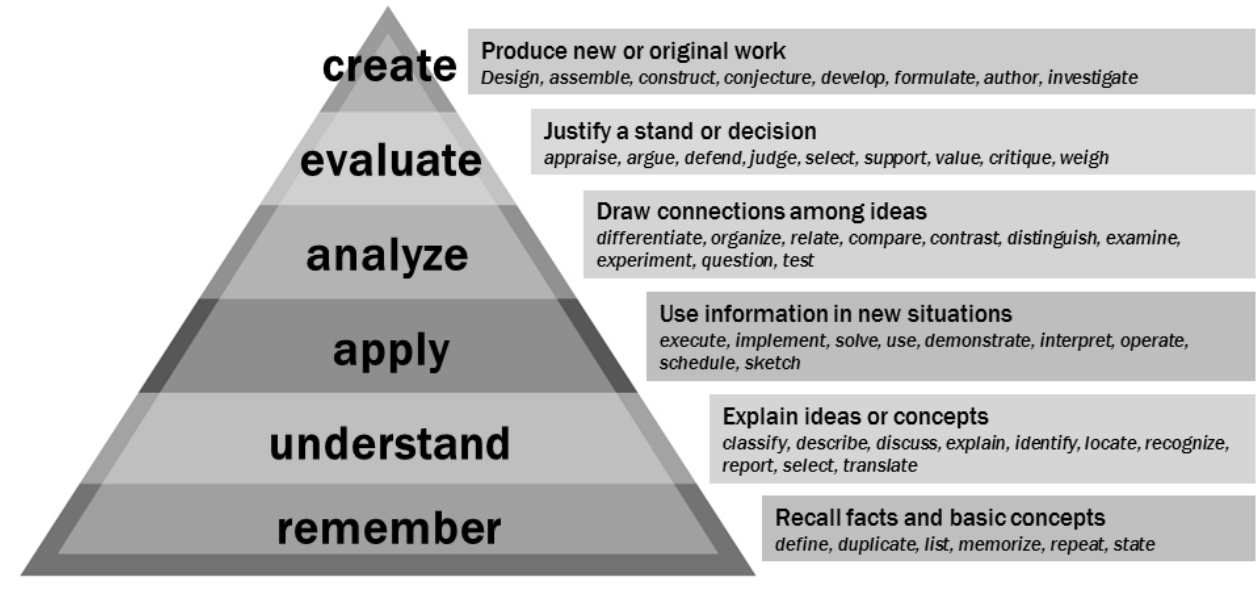 create
Produce new or original work
Design, assemble, construct, conjecture, develop, formulate, author, investigate
evaluate
Justify a stand or decision
appraise, argue, defend, judge, select, support, value, critique, weigh
analyze
Draw connections among ideas
differentiate, organize, relate, compare, contrast, distinguish, examine,
experiment, question, test
apply
Use information in new situations
execute, implement, solve, use, demonstrate, interpret, operate,
schedule, sketch
understand
Explain ideas or concepts
classify, describe, discuss, explain, identify, locate, recognize,
report, select, translate
remember
Recall facts and basic concepts
define, duplicate, list, memorize, repeat, state